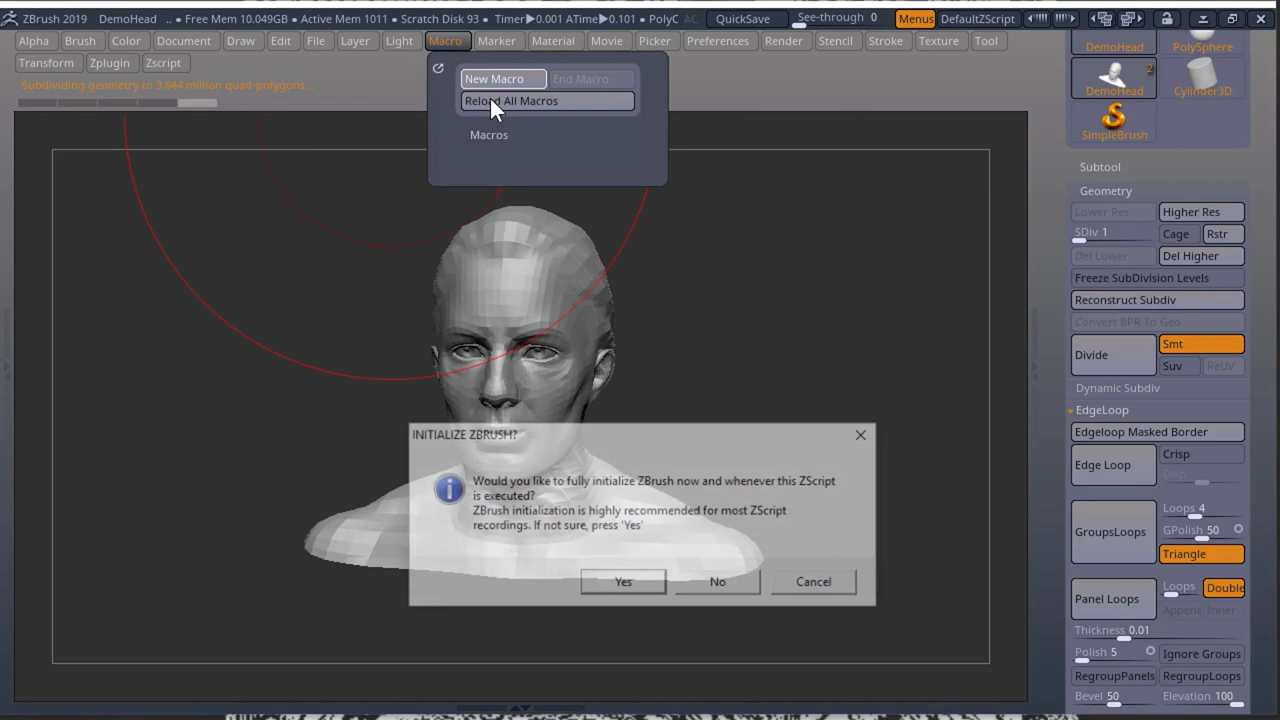 ZBrush 2019 DemoHead .. • Free Mem 10.049GB • Active Mem 1011 • Scratch Disk 93 • Timer▶0.001 ATime▶0.101 • PolyC AC QuickSave See-through 0 Menus DefaultZScript
Alpha Brush Color Document Draw Edit File Layer Light Macro Marker Material Movie Picker Preferences Render Stencil Stroke Texture Tool
Transform Zplugin Zscript
Subdividing geometry to 3.644 million quad-polygons...
New Macro End Macro
Reload All Macros
Macros
DemoHead PolySphere
2
DemoHead Cylinder3D
SimpleBrush
Subtool
Geometry
Lower Res Higher Res
SDiv 1 Cage Rstr
Del Lower Del Higher
Freeze SubDivision Levels
Reconstruct Subdiv
Convert BPR To Geo
Divide Smt
Suv ReUV
Dynamic Subdiv
EdgeLoop
Edgeloop Masked Border
Edge Loop Crisp
Disp
GroupsLoops Loops 4
GPolish 50
Triangle
Panel Loops Loops Double
Append Inner
Thickness 0.01
Polish 5 Ignore Groups
RegroupPanels RegroupLoops
Bevel 50 Elevation 100
INITIALIZE ZBRUSH?
Would you like to fully initialize ZBrush now and whenever this ZScript
is executed?
ZBrush initialization is highly recommended for most ZScript
recordings. If not sure, press 'Yes'
Yes No Cancel